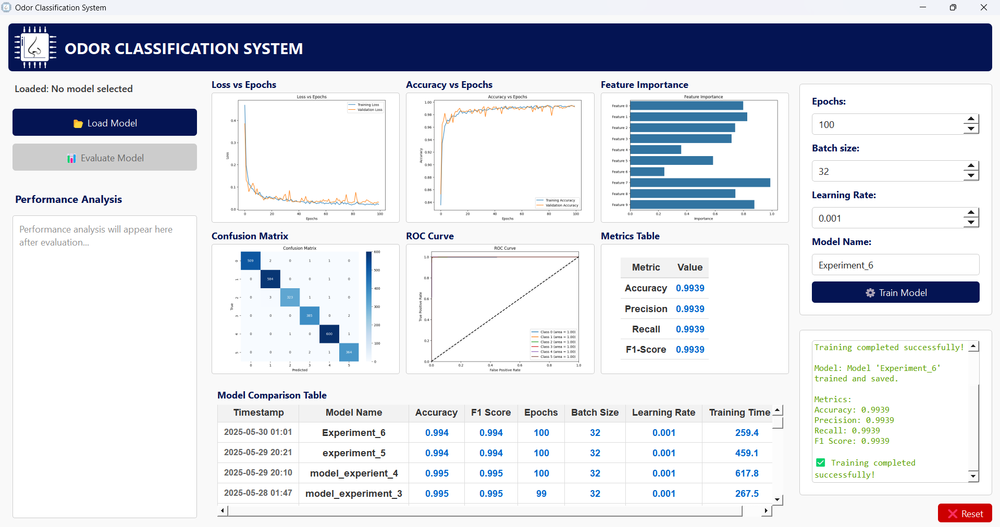 Odor Classification System
ODOR CLASSIFICATION SYSTEM
Loaded: No model selected
Load Model
Evaluate Model
Performance Analysis
Performance analysis will appear here
after evaluation...
Loss vs Epochs
Loss vs Epochs
Training Loss
Validation Loss
0.4
0.3
0.2
0.1
0.0
Loss
0 20 40 60 80 100
Epochs
Accuracy vs Epochs
Accuracy vs Epochs
1.00
0.98
0.96
0.94
0.92
0.90
0.88
0.86
0.84
Accuracy
Training Accuracy
Validation Accuracy
0 20 40 60 80 100
Epochs
Feature Importance
Feature Importance
Feature 0
Feature 1
Feature 2
Feature 3
Feature 4
Feature 5
Feature 6
Feature 7
Feature 8
Feature 9
0.0 0.2 0.4 0.6 0.8 1.0
Importance
Confusion Matrix
Confusion Matrix
0 509 2 0 1 1 0
1 0 584 0 0 1 0
2 0 3 323 1 1 0
3 0 0 0 385 0 2
4 0 0 1 0 600 1
5 0 0 0 2 1 364
0 1 2 3 4 5
True
Predicted
600
500
400
300
200
100
0
ROC Curve
ROC Curve
1.0
0.8
0.6
0.4
0.2
0.0
True Positive Rate
Class 0 (area = 1.00)
Class 1 (area = 1.00)
Class 2 (area = 1.00)
Class 3 (area = 1.00)
Class 4 (area = 1.00)
Class 5 (area = 1.00)
0.0 0.2 0.4 0.6 0.8 1.0
False Positive Rate
Metrics Table
Metric Value
Accuracy 0.9939
Precision 0.9939
Recall 0.9939
F1-Score 0.9939
Model Comparison Table
Timestamp Model Name Accuracy F1 Score Epochs Batch Size Learning Rate Training Time
2025-05-30 01:01 Experiment_6 0.994 0.994 100 32 0.001 259.4
2025-05-29 20:21 experiment_5 0.994 0.994 100 32 0.001 459.1
2025-05-29 20:10 model_experient_4 0.995 0.995 100 32 0.001 617.8
2025-05-28 01:47 model_experiment_3 0.995 0.995 99 32 0.001 267.5
Epochs:
100
Batch size:
32
Learning Rate:
0.001
Model Name:
Experiment_6
Train Model
Training completed successfully!
Model: Model 'Experiment_6'
trained and saved.
Metrics:
Accuracy: 0.9939
Precision: 0.9939
Recall: 0.9939
F1 Score: 0.9939
✅ Training completed
successfully!
Reset